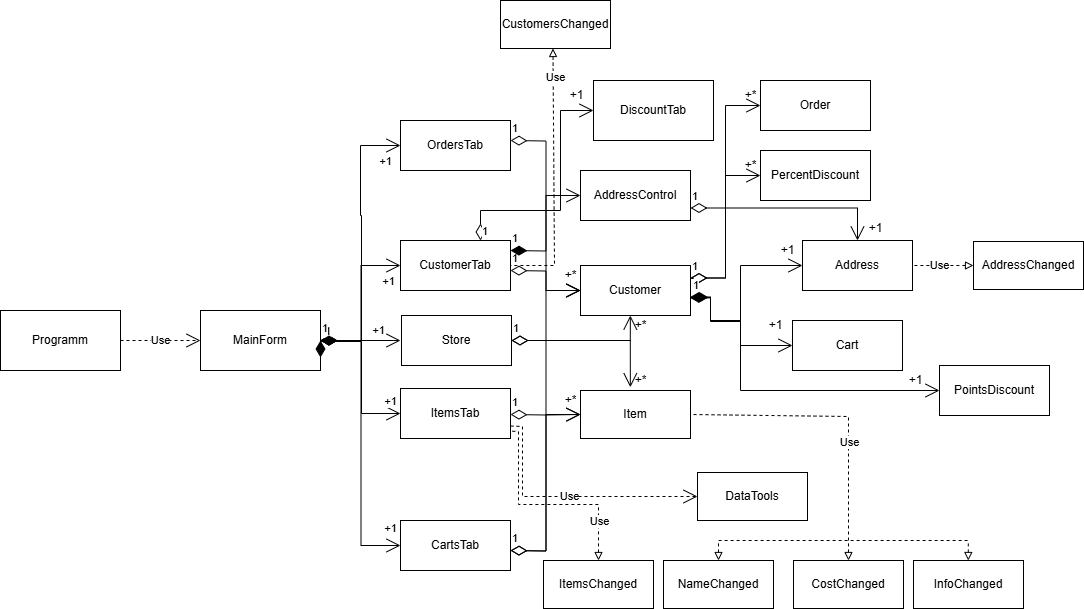 CustomersChanged
Use
+1
DiscountTab
+*
Order
1
OrdersTab
+1
+*
PercentDiscount
AddressControl
1
+1
1
1
CustomerTab
+1
1
+*
Customer
1
1
+1
Address
Use
AddressChanged
Programm
Use
MainForm
1
1
+1
Store
1
+*
+1
Cart
+*
+1
PointsDiscount
+1
ItemsTab
1
+*
Item
Use
DataTools
Use
Use
+1
CartsTab
1
ItemsChanged
NameChanged
CostChanged
InfoChanged